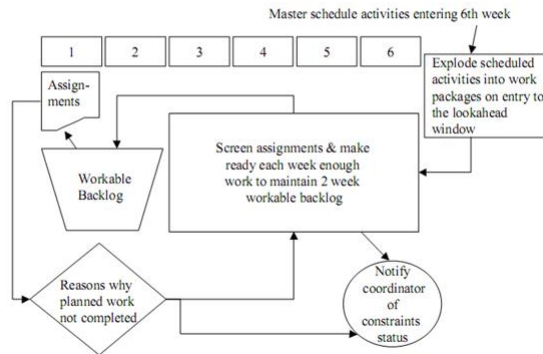 Master schedule activities entering 6th week
1 2 3 4 5 6
Explode scheduled
activities into work
packages on entry to
the lookahead
window
Assign-
ments
Screen assignments & make
ready each week enough
work to maintain 2 week
workable backlog
Workable
Backlog
Reasons why
planned work
not completed
Notify
coordinator
of
constraints
status